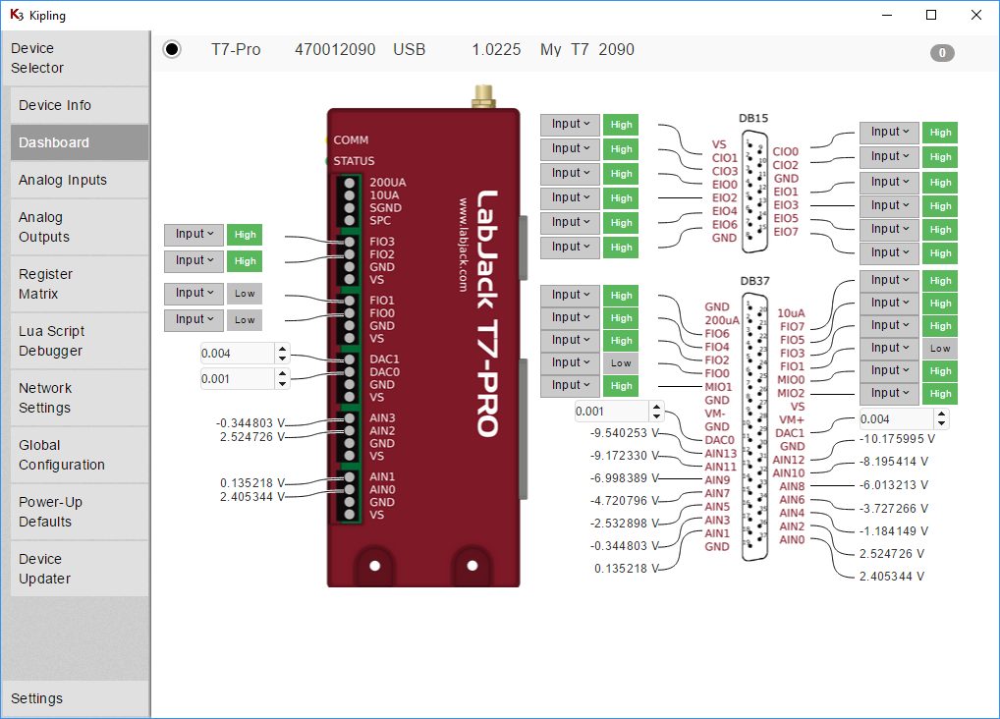 K3 Kipling
T7-Pro 470012090 USB 1.0225 My T7 2090
0
Device
Selector
Device Info
Dashboard
Analog Inputs
Analog
Outputs
Register
Matrix
Lua Script
Debugger
Network
Settings
Global
Configuration
Power-Up
Defaults
Device
Updater
Settings
Input High
Input High
Input Low
Input Low
0.004
0.001
-0.344803 V
2.524726 V
0.135218 V
2.405344 V
COMM
STATUS
200UA
10UA
SGND
SPC
FIO3
FIO2
GND
VS
FIO1
FIO0
GND
VS
DAC1
DAC0
GND
VS
AIN3
AIN2
GND
VS
AIN1
AIN0
GND
VS
LabJack T7-PRO
www.labjack.com
Input High
Input High
Input High
Input High
Input High
Input High
DB15
VS
CIO1
CIO3
EIO0
EIO2
EIO4
EIO6
GND
CIO0
CIO2
GND
EIO1
EIO3
EIO5
EIO7
Input High
Input High
Input High
Input High
Input High
Input High
Input High
Input High
Input High
Input Low
Input High
0.001
-9.540253 V
-9.172330 V
-6.998389 V
-4.720796 V
-2.532898 V
-0.344803 V
0.135218 V
DB37
GND
200uA
FIO6
FIO4
FIO2
FIO0
MIO1
GND
VM-
GND
DAC0
AIN13
AIN11
AIN9
AIN7
AIN5
AIN3
AIN1
GND
10uA
FIO7
FIO5
FIO3
FIO1
MIO0
MIO2
VS
VM+
DAC1
GND
AIN12
AIN10
AIN8
AIN6
AIN4
AIN2
AIN0
Input High
Input High
Input High
Input Low
Input High
Input High
0.004
-10.175995 V
-8.195414 V
-6.013213 V
-3.727266 V
-1.184149 V
2.524726 V
2.405344 V